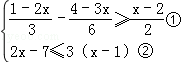 {(1-2x)/3 - (4-3x)/6 ⩾ (x-2)/2 ①
2x-7⩽3（x-1）②